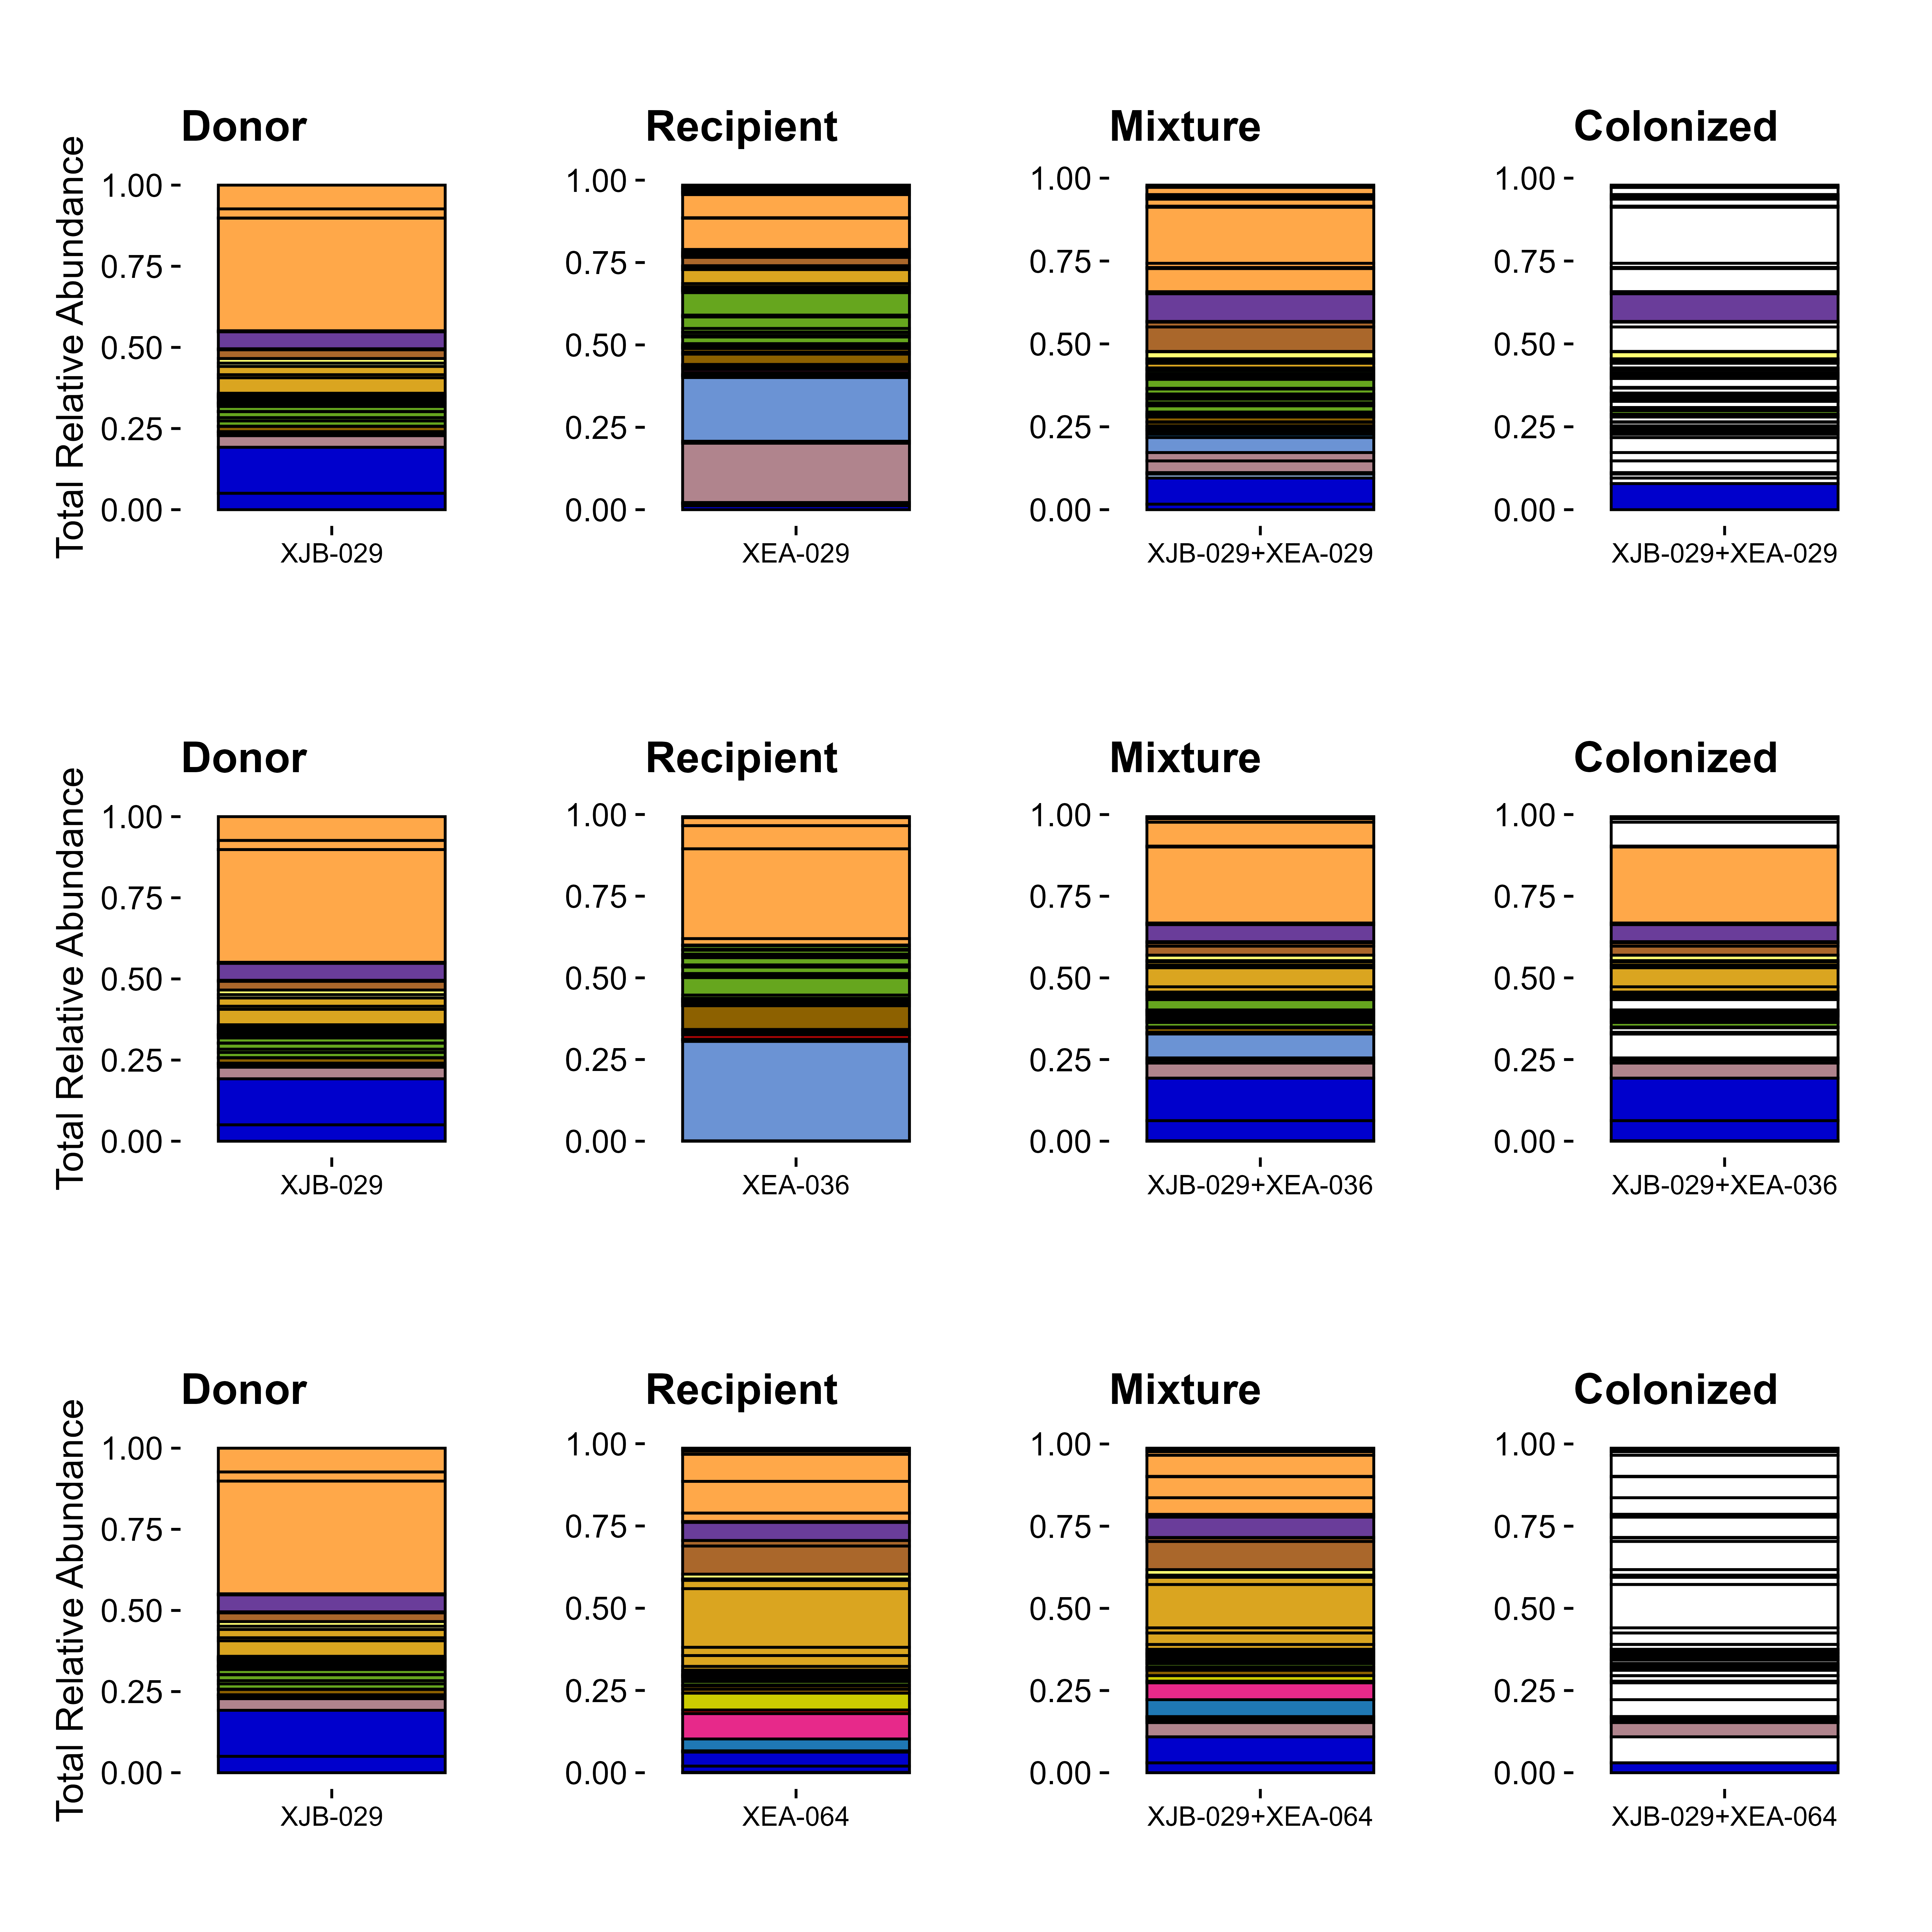 Donor Recipient Mixture Colonized
Total Relative Abundance
1.00 1.00 1.00 1.00
0.75 0.75 0.75 0.75
0.50 0.50 0.50 0.50
0.25 0.25 0.25 0.25
0.00 0.00 0.00 0.00
XJB-029 XEA-029 XJB-029+XEA-029 XJB-029+XEA-029
Donor Recipient Mixture Colonized
Total Relative Abundance
1.00 1.00 1.00 1.00
0.75 0.75 0.75 0.75
0.50 0.50 0.50 0.50
0.25 0.25 0.25 0.25
0.00 0.00 0.00 0.00
XJB-029 XEA-036 XJB-029+XEA-036 XJB-029+XEA-036
Donor Recipient Mixture Colonized
Total Relative Abundance
1.00 1.00 1.00 1.00
0.75 0.75 0.75 0.75
0.50 0.50 0.50 0.50
0.25 0.25 0.25 0.25
0.00 0.00 0.00 0.00
XJB-029 XEA-064 XJB-029+XEA-064 XJB-029+XEA-064